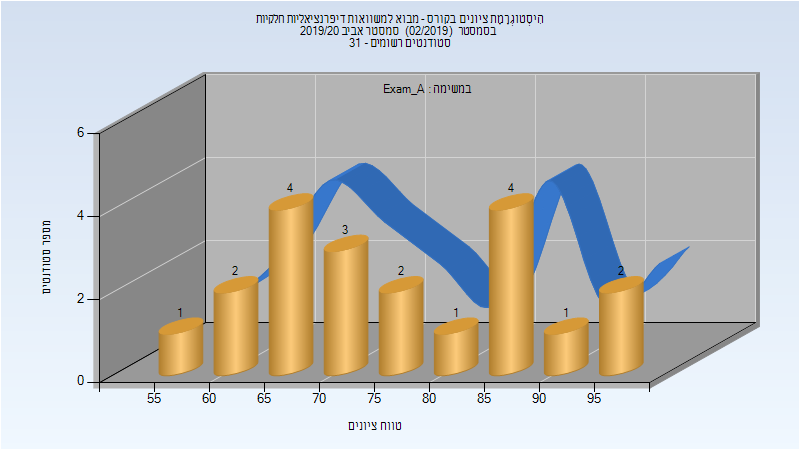 היסטוגרמת ציונים בקורס - מבוא למשוואות דיפרנציאליות חלקיות
בסמסטר (02/2019) סמסטר אביב 2019/20
סטודנטים רשומים - 31
במשימה : Exam_A
מספר סטודנטים
6
4
2
0
1
2
4
3
2
1
4
1
2
55 60 65 70 75 80 85 90 95
טווח ציונים